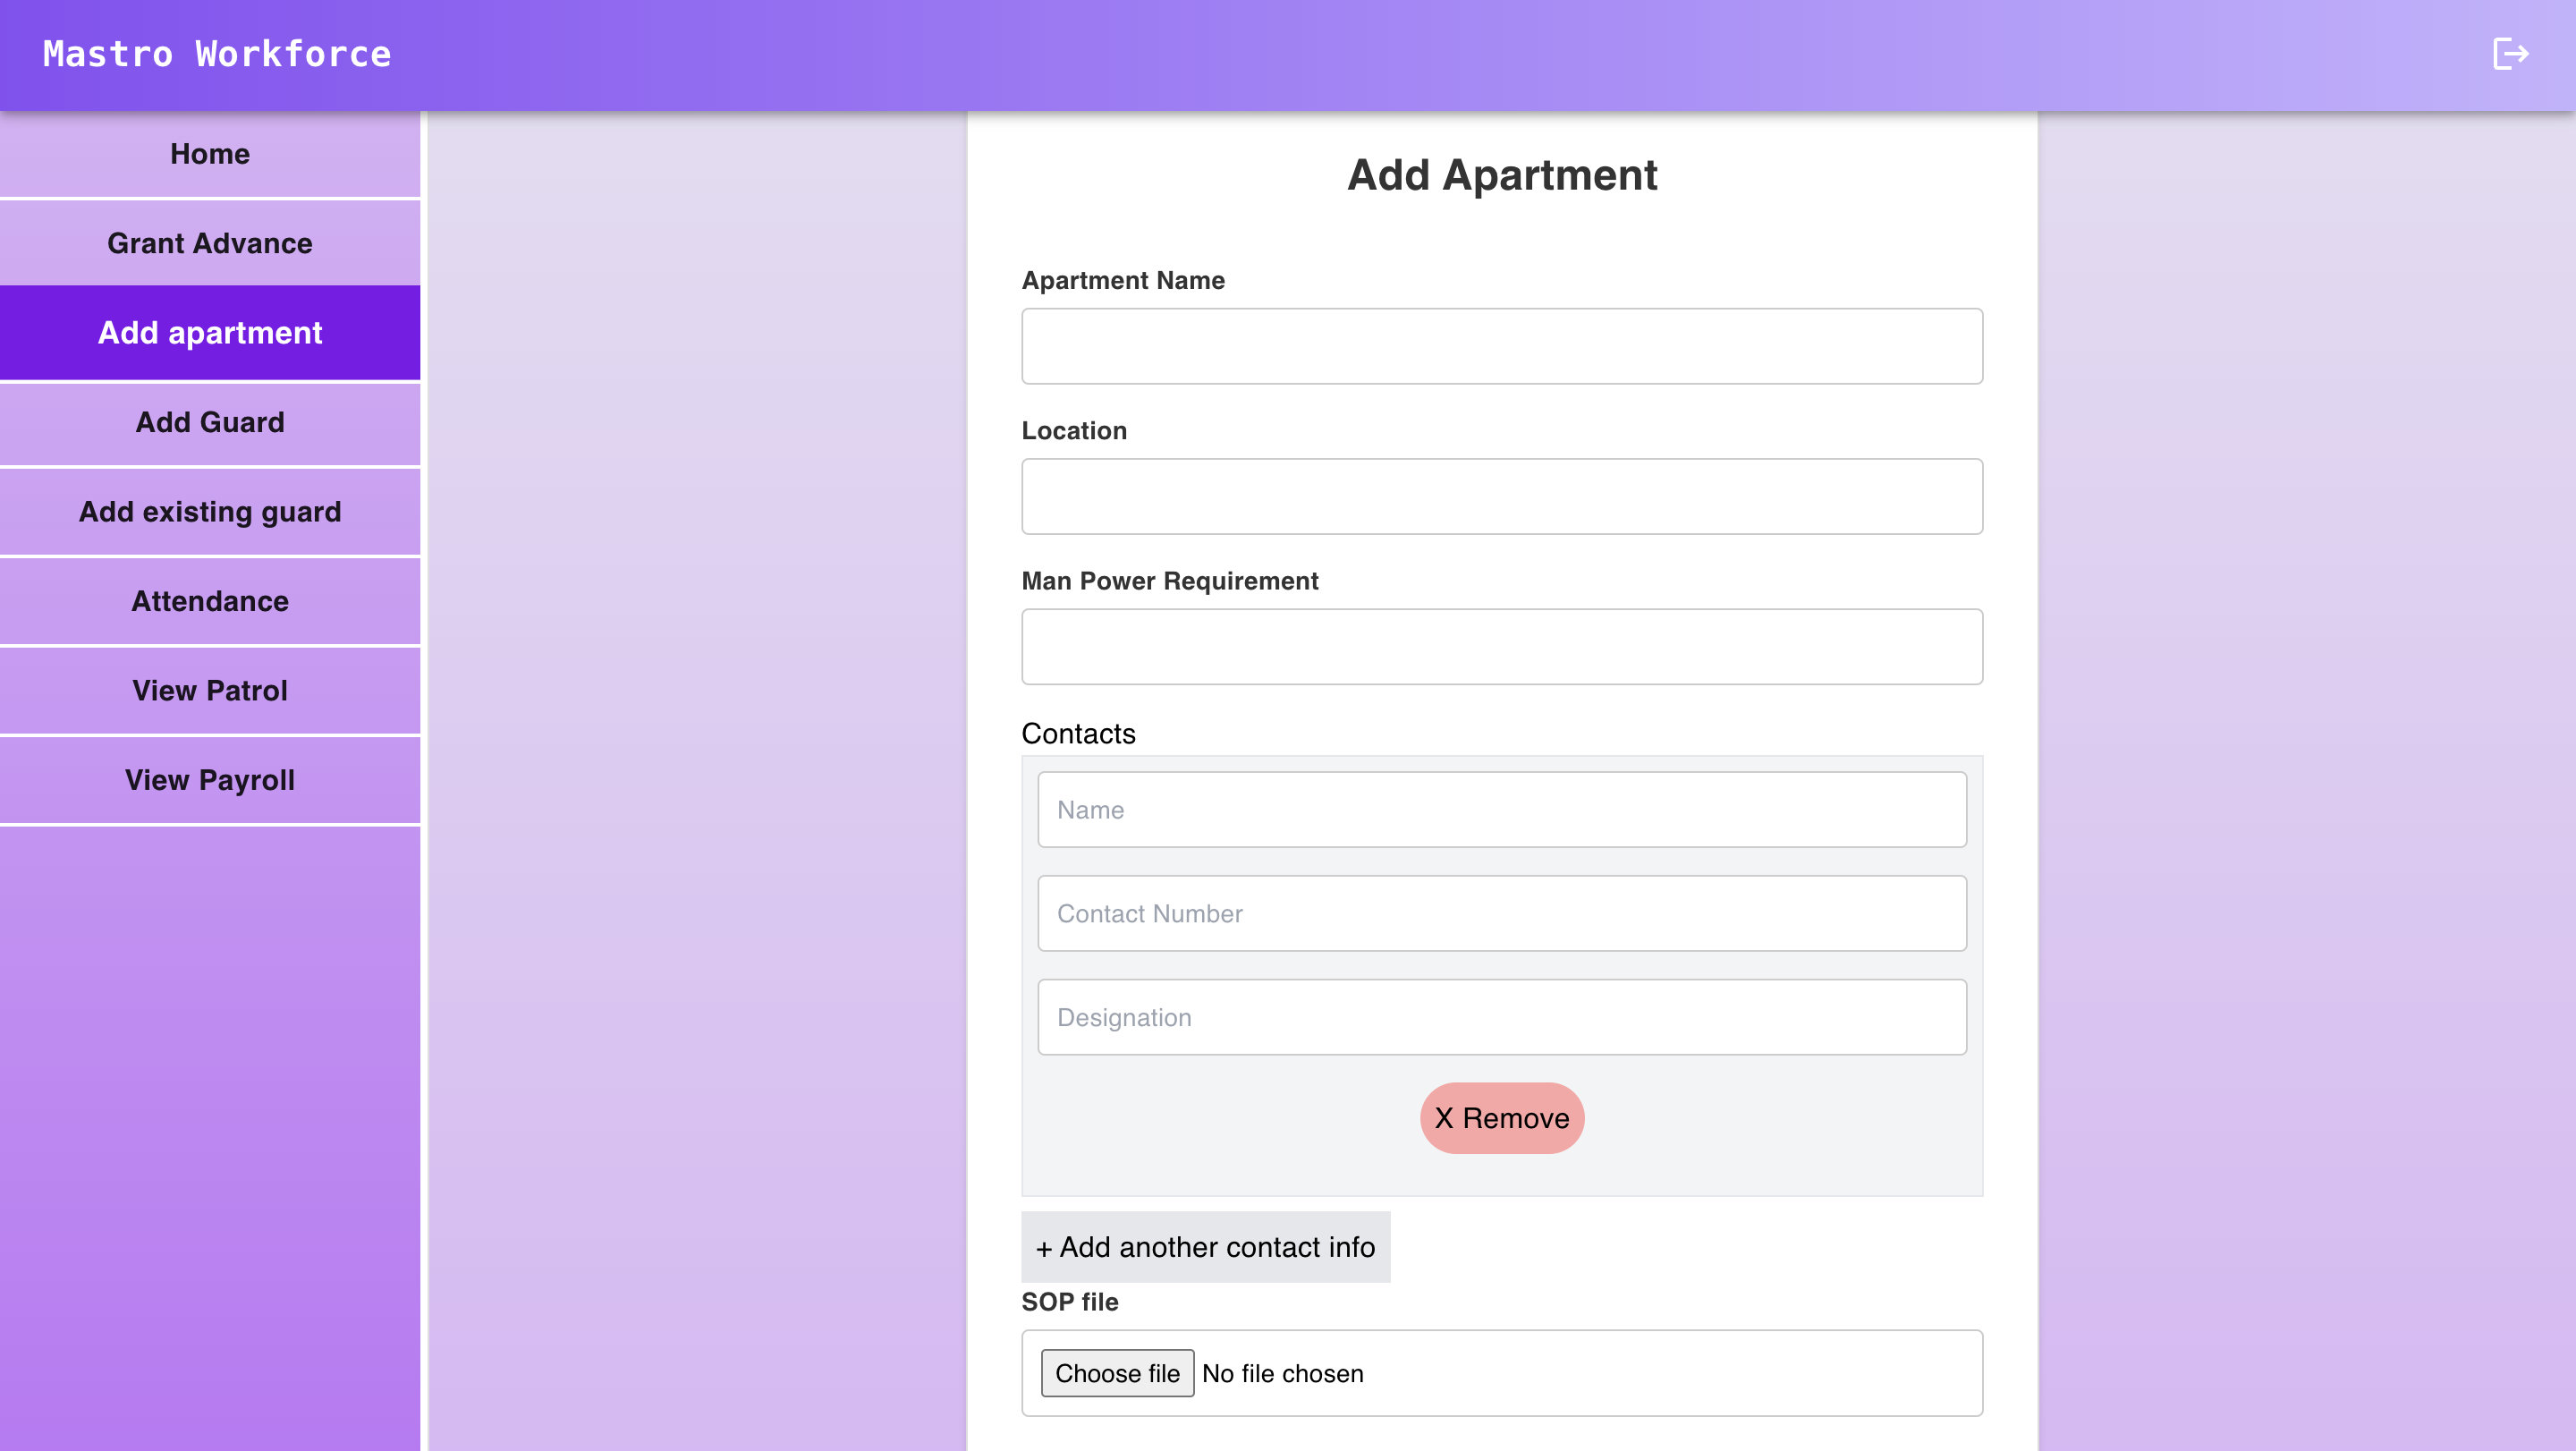 Mastro Workforce
Home
Grant Advance
Add apartment
Add Guard
Add existing guard
Attendance
View Patrol
View Payroll
Add Apartment
Apartment Name
Location
Man Power Requirement
Contacts
Name
Contact Number
Designation
X Remove
+ Add another contact info
SOP file
Choose file No file chosen